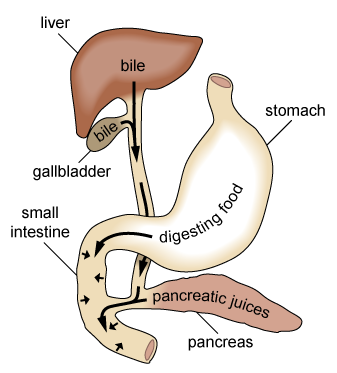 liver
bile
stomach
bile
gallbladder
digesting food
small
intestine
pancreatic juices
pancreas